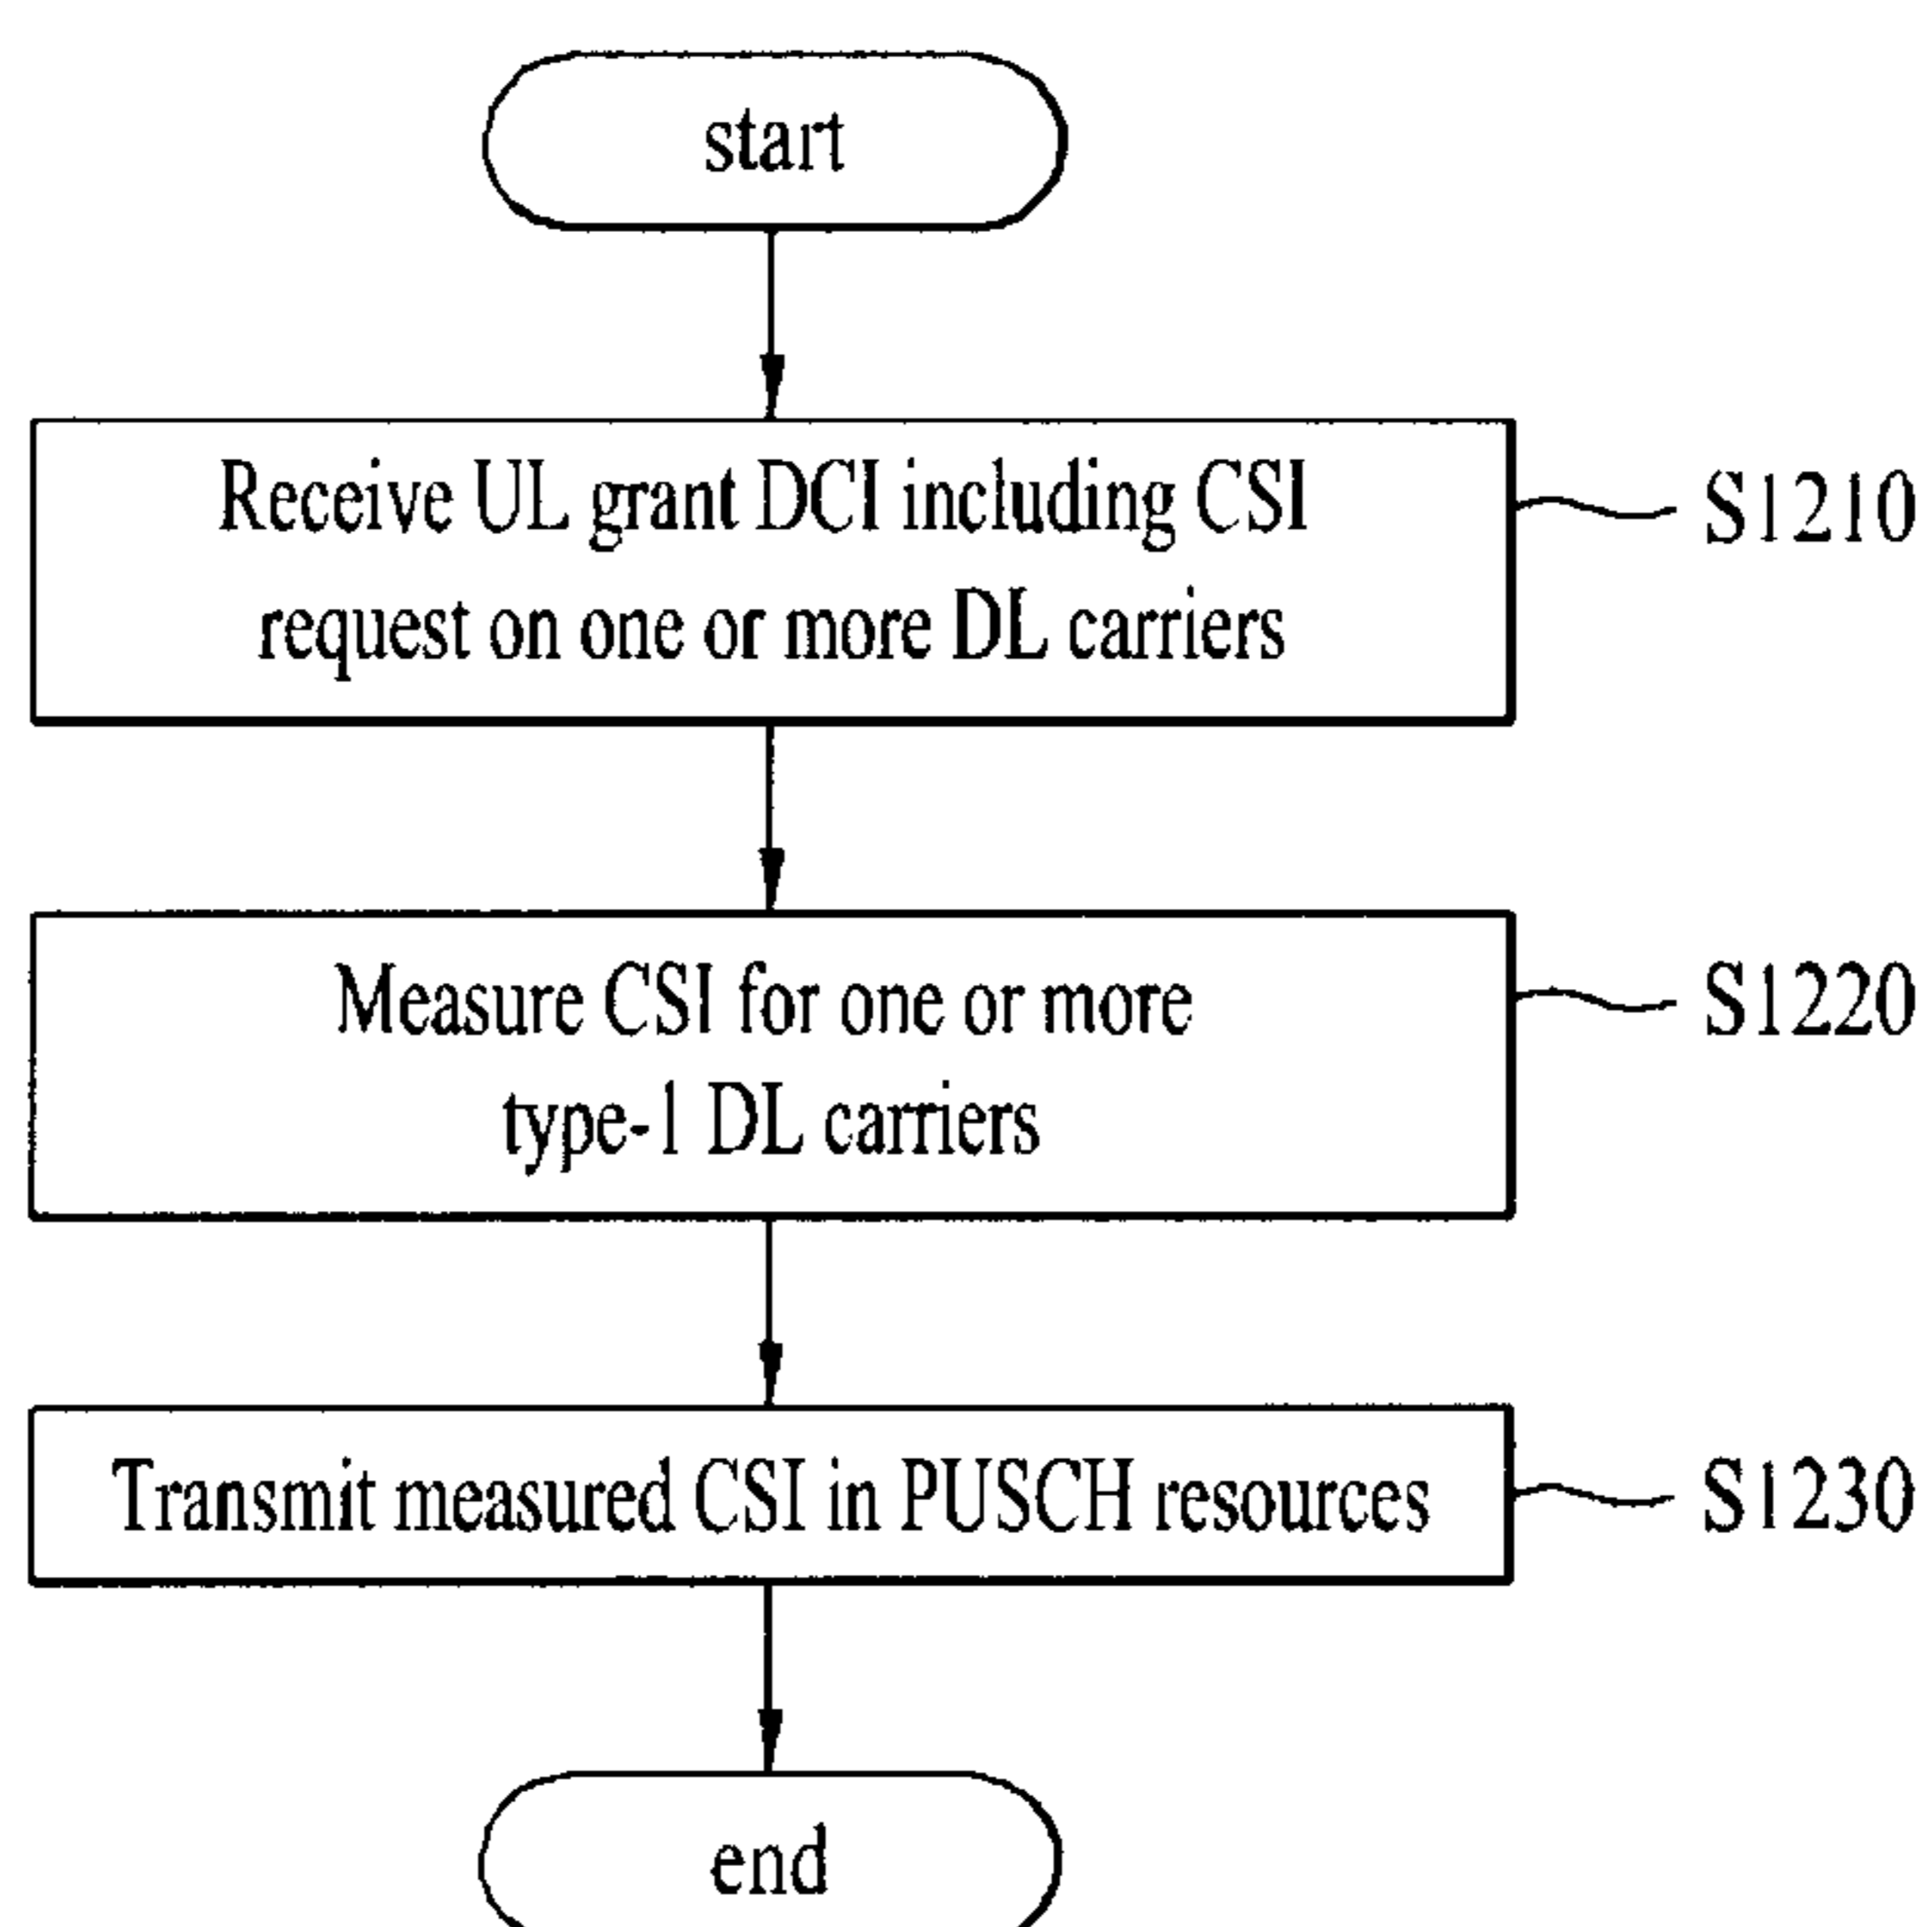 start
Receive UL grant DCI including CSI
request on one or more DL carriers
S1210
Measure CSI for one or more
type-1 DL carriers
S1220
Transmit measured CSI in PUSCH resources
S1230
end